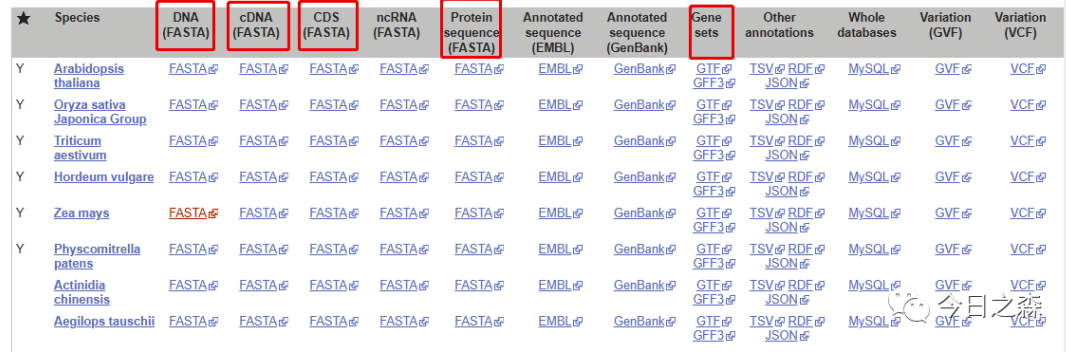 ★ Species DNA (FASTA) cDNA (FASTA) CDS (FASTA) ncRNA (FASTA) Protein sequence (FASTA) Annotated sequence (EMBL) Annotated sequence (GenBank) Gene sets Other annotations Whole databases Variation (GVF) Variation (VCF)
Y Arabidopsis thaliana FASTA FASTA FASTA FASTA FASTA EMBL GenBank GTF GFF3 TSV RDF JSON MySQL GVF VCF
Y Oryza sativa Japonica Group FASTA FASTA FASTA FASTA FASTA EMBL GenBank GTF GFF3 TSV RDF JSON MySQL GVF VCF
Y Triticum aestivum FASTA FASTA FASTA FASTA FASTA EMBL GenBank GTF GFF3 TSV RDF JSON MySQL GVF VCF
Y Hordeum vulgare FASTA FASTA FASTA FASTA FASTA EMBL GenBank GTF GFF3 TSV RDF JSON MySQL GVF VCF
Y Zea mays FASTA FASTA FASTA FASTA FASTA EMBL GenBank GTF GFF3 TSV RDF JSON MySQL GVF VCF
Y Physcomitrella patens FASTA FASTA FASTA FASTA FASTA EMBL GenBank GTF GFF3 TSV RDF JSON MySQL GVF VCF
Actinidia chinensis FASTA FASTA FASTA FASTA FASTA EMBL GenBank GTF GFF3 TSV RDF JSON MySQL GVF VCF
Aegilops tauschii FASTA FASTA FASTA FASTA FASTA EMBL GenBank GTF GFF3 TSV RDF JSON MySQL GVF VCF
今日之森